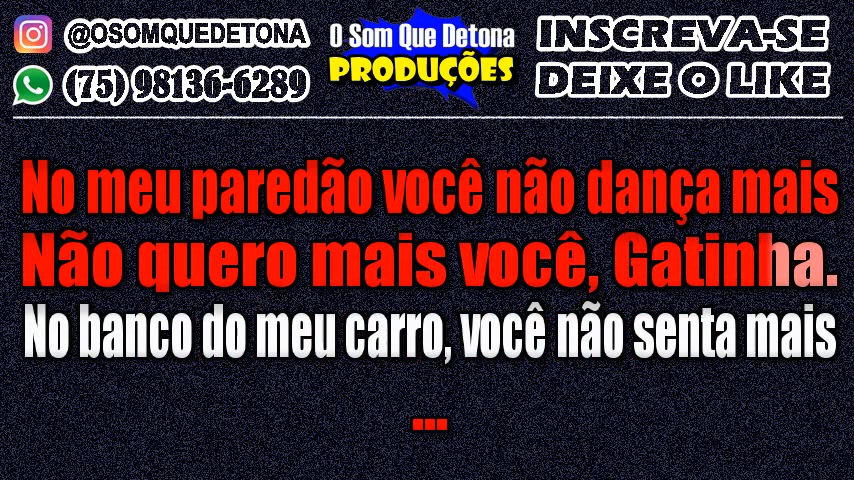 @OSOMQUEDETONA
(75) 98136-6289
O Som Que Detona
PRODUÇÕES
INSCREVA-SE
DEIXE O LIKE
No meu paredão você não dança mais
Não quero mais você, Gatinha.
No banco do meu carro, você não senta mais
...